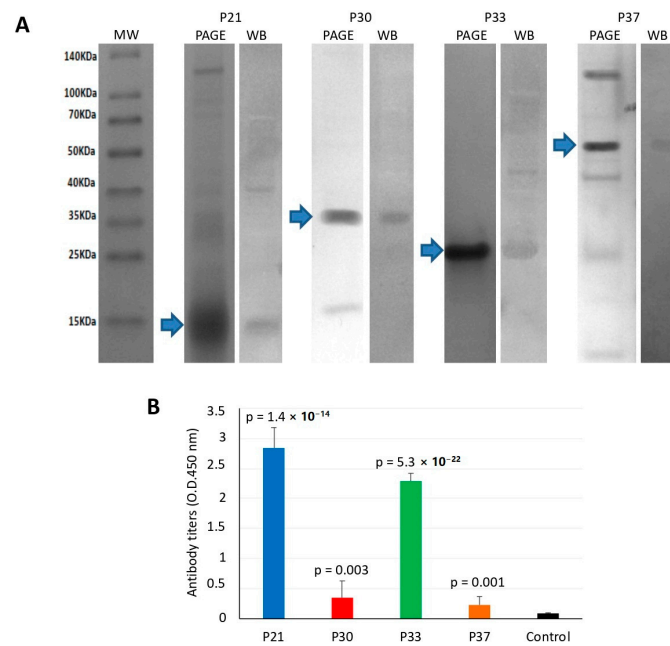 A
P21 P30 P33 P37
MW PAGE WB PAGE WB PAGE WB PAGE WB
140KDa
100KDa
70KDa
50KDa
40KDa
35KDa
25KDa
15KDa
B
Antibody titers (O.D.450 nm)
3.5
3
2.5
2
1.5
1
0.5
0
p = 1.4 × 10⁻¹⁴
p = 0.003
p = 5.3 × 10⁻²²
p = 0.001
P21 P30 P33 P37 Control